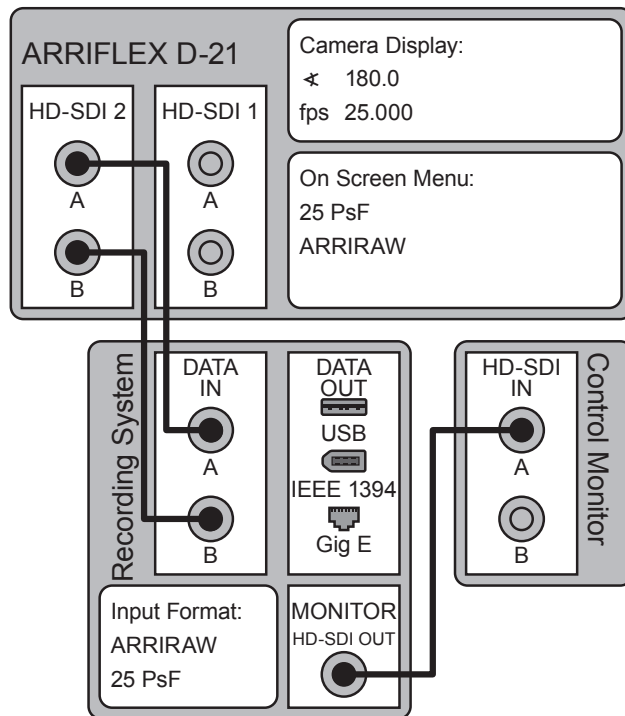 ARRIFLEX D-21
HD-SDI 2
A
B
HD-SDI 1
A
B
Camera Display:
∢ 180.0
fps 25.000
On Screen Menu:
25 PsF
ARRIRAW
Recording System
DATA
IN
A
B
DATA
OUT
USB
IEEE 1394
Gig E
Input Format:
ARRIRAW
25 PsF
MONITOR
HD-SDI OUT
HD-SDI
IN
A
B
Control Monitor